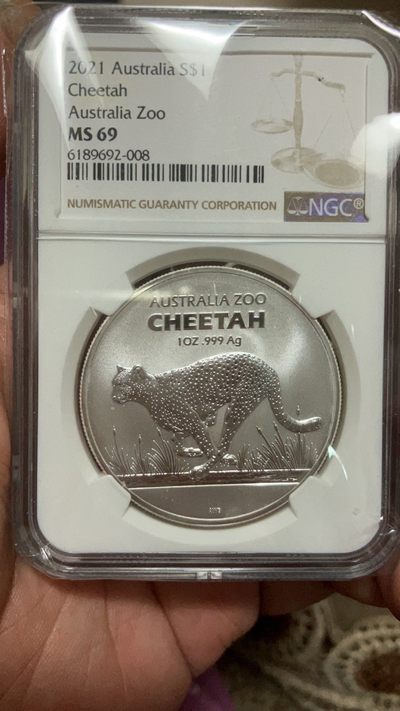 2021 Australia S$1
Cheetah
Australia Zoo
MS 69
6189692-008
NUMISMATIC GUARANTY CORPORATION
NGC®
AUSTRALIA ZOO
CHEETAH
1OZ .999 Ag